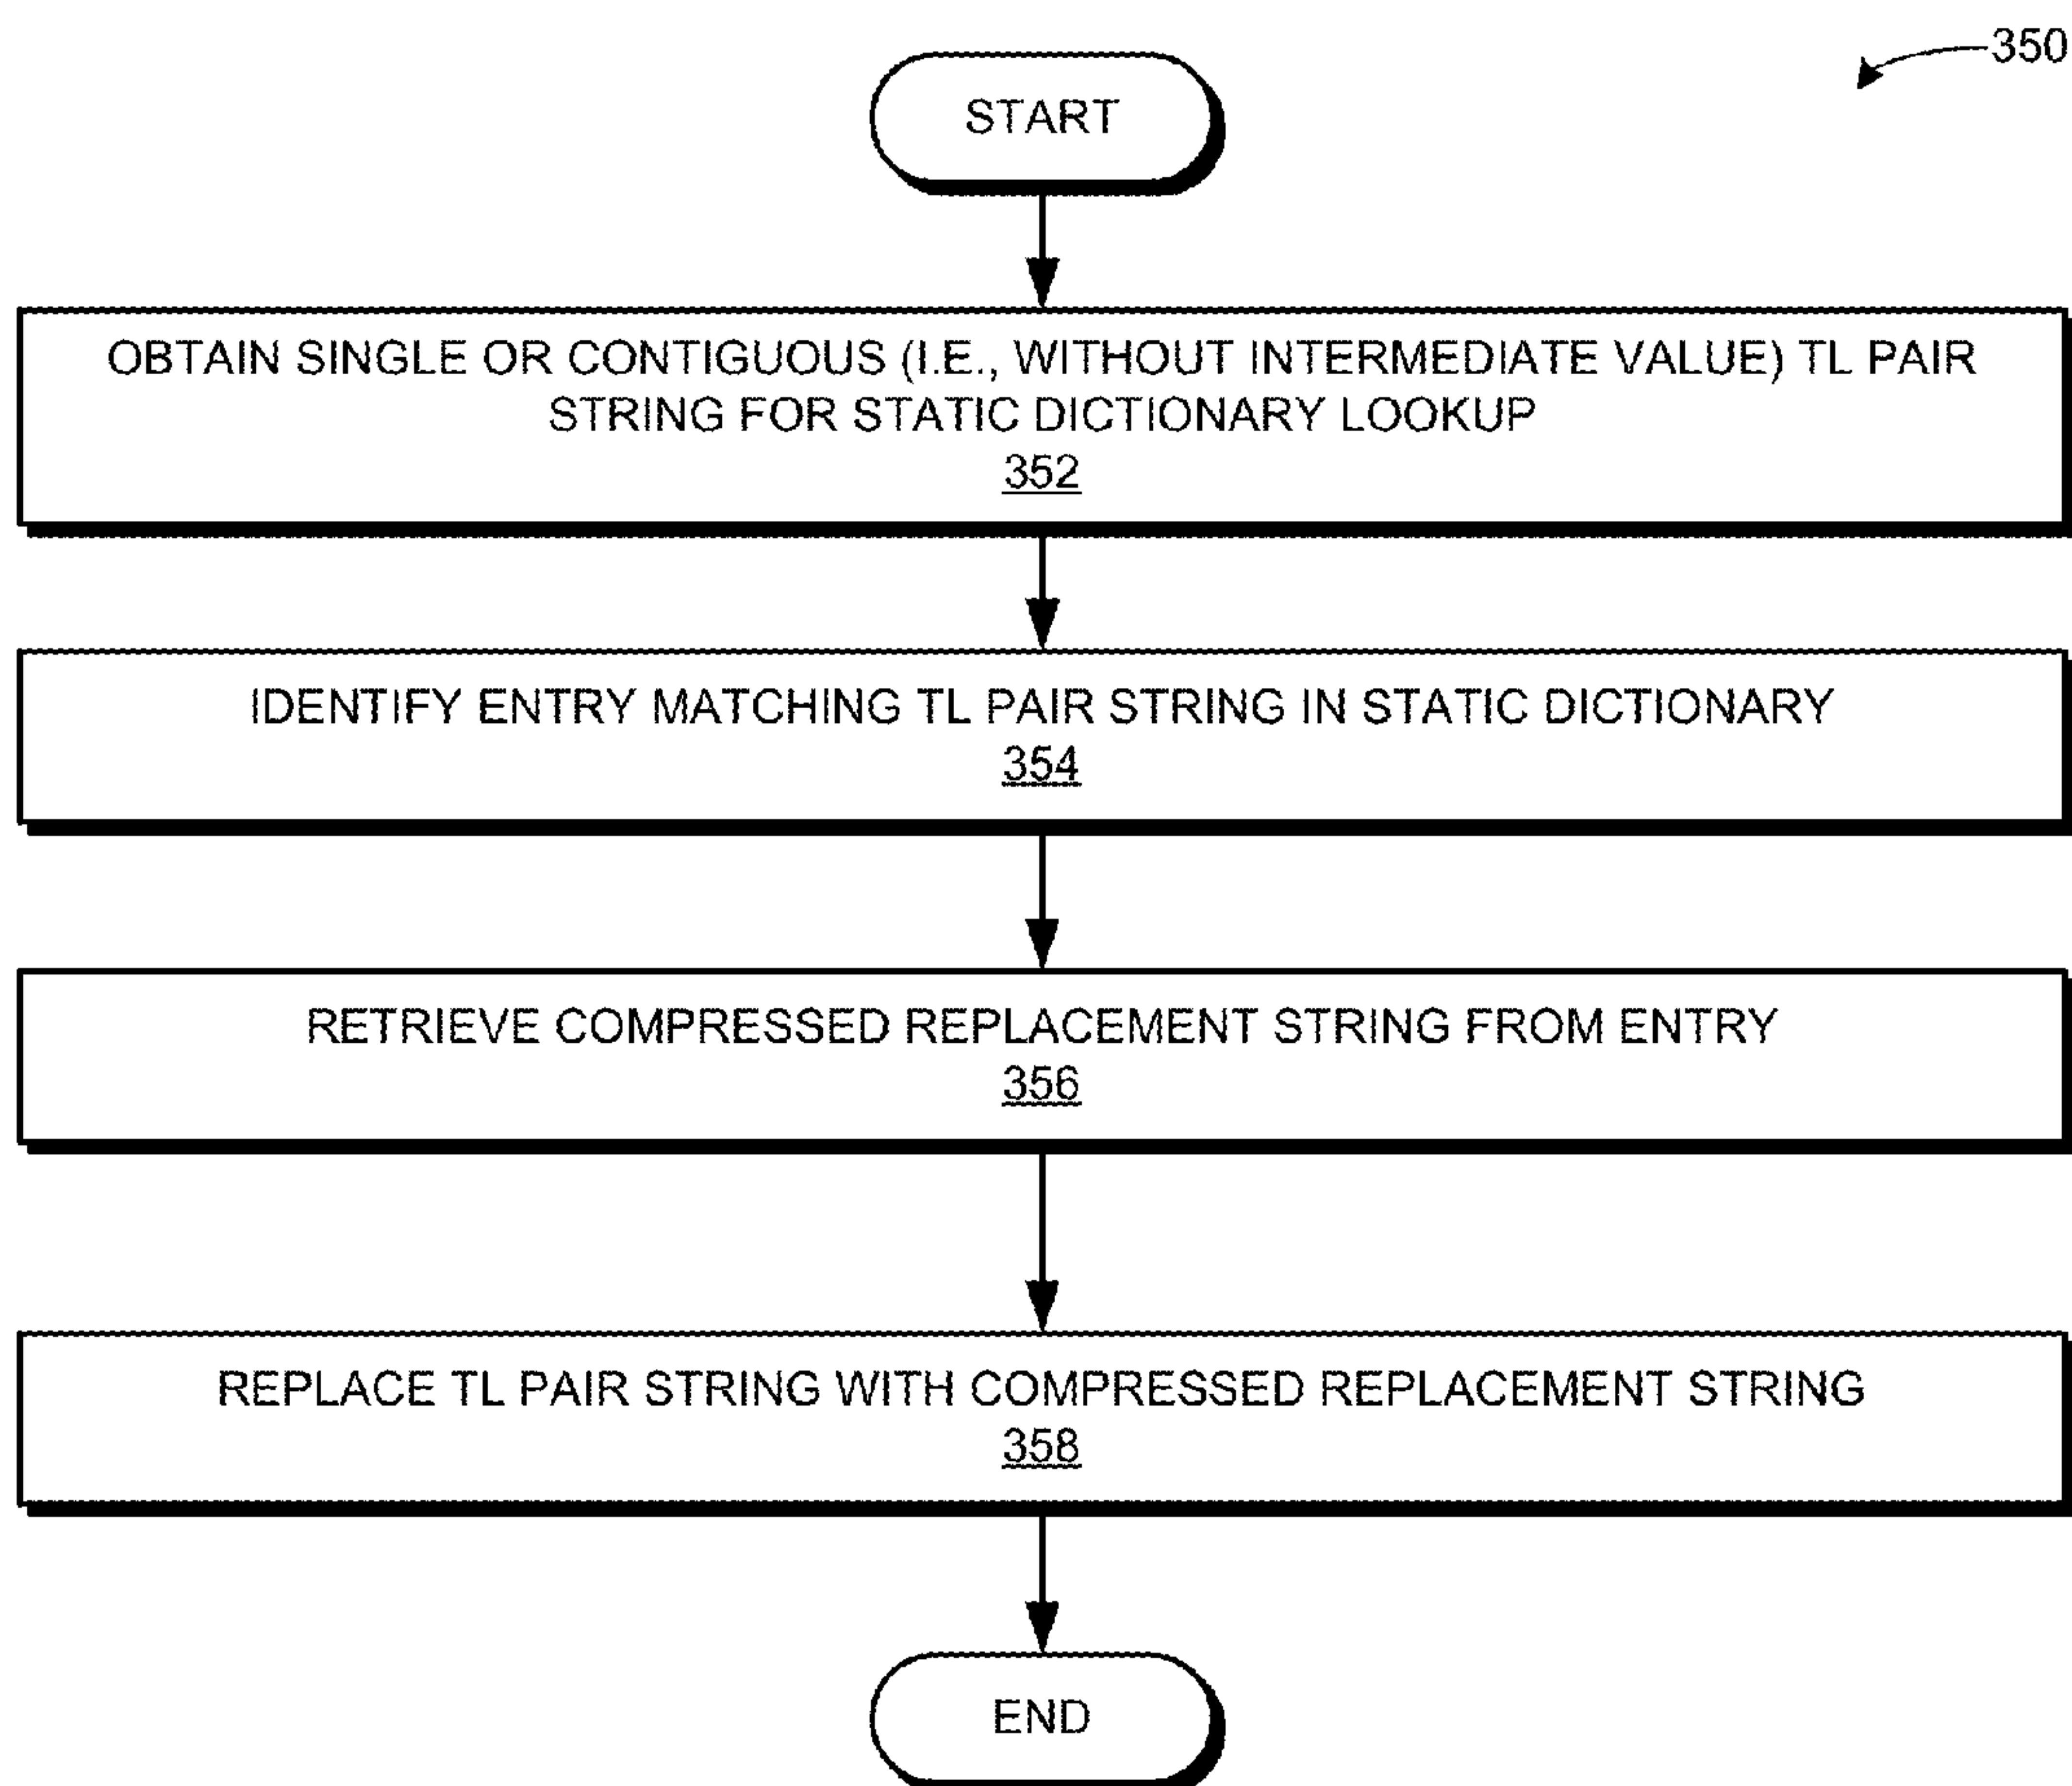 350
START
OBTAIN SINGLE OR CONTIGUOUS (I.E., WITHOUT INTERMEDIATE VALUE) TL PAIR
STRING FOR STATIC DICTIONARY LOOKUP
352
IDENTIFY ENTRY MATCHING TL PAIR STRING IN STATIC DICTIONARY
354
RETRIEVE COMPRESSED REPLACEMENT STRING FROM ENTRY
356
REPLACE TL PAIR STRING WITH COMPRESSED REPLACEMENT STRING
358
END